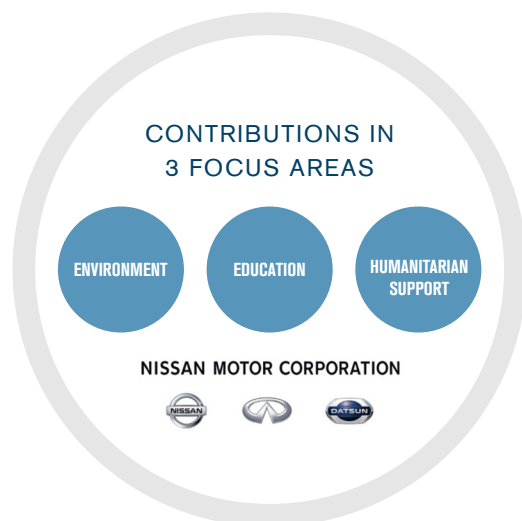 CONTRIBUTIONS IN
3 FOCUS AREAS
ENVIRONMENT
EDUCATION
HUMANITARIAN
SUPPORT
NISSAN MOTOR CORPORATION
NISSAN
DATSUN